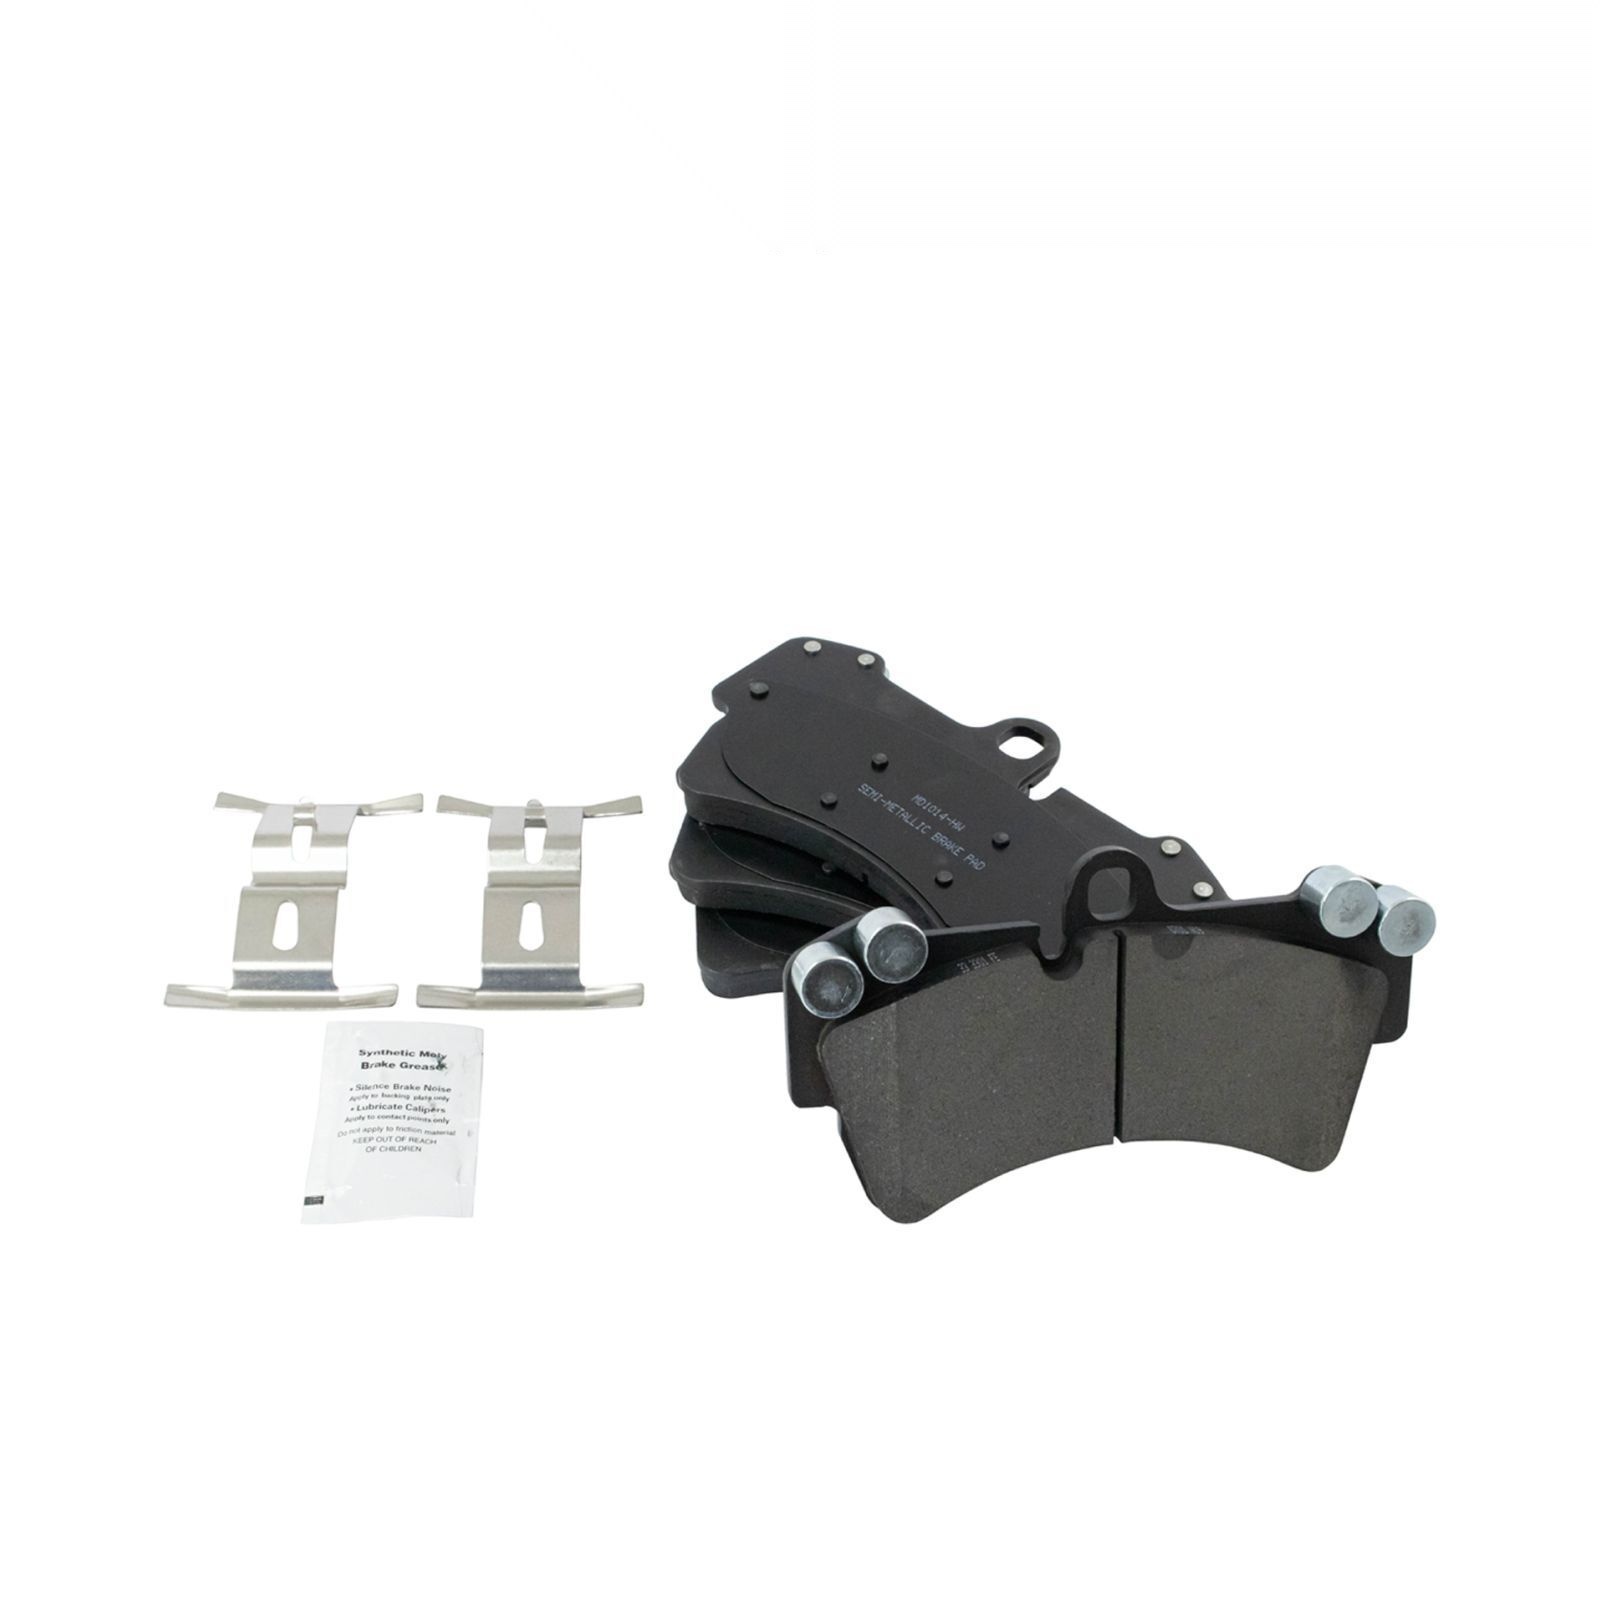 MD1014-HW
SEMI-METALLIC BRAKE PAD
Synthetic Moly
Brake Grease
• Silence Brake Noise
Apply to backing plate only
• Lubricate Calipers
Apply to contact points only
Do not apply to friction material
KEEP OUT OF REACH
OF CHILDREN